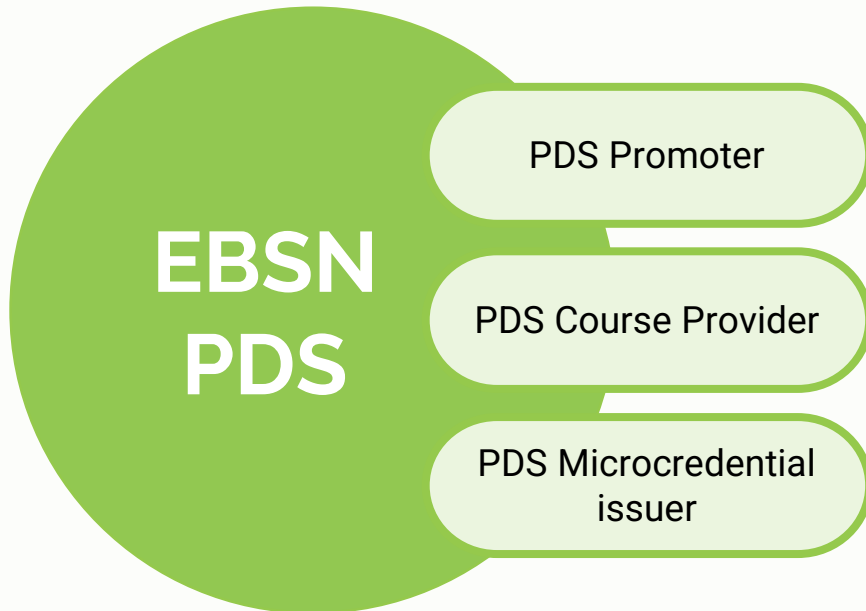 EBSN
PDS
PDS Promoter
PDS Course Provider
PDS Microcredential
issuer